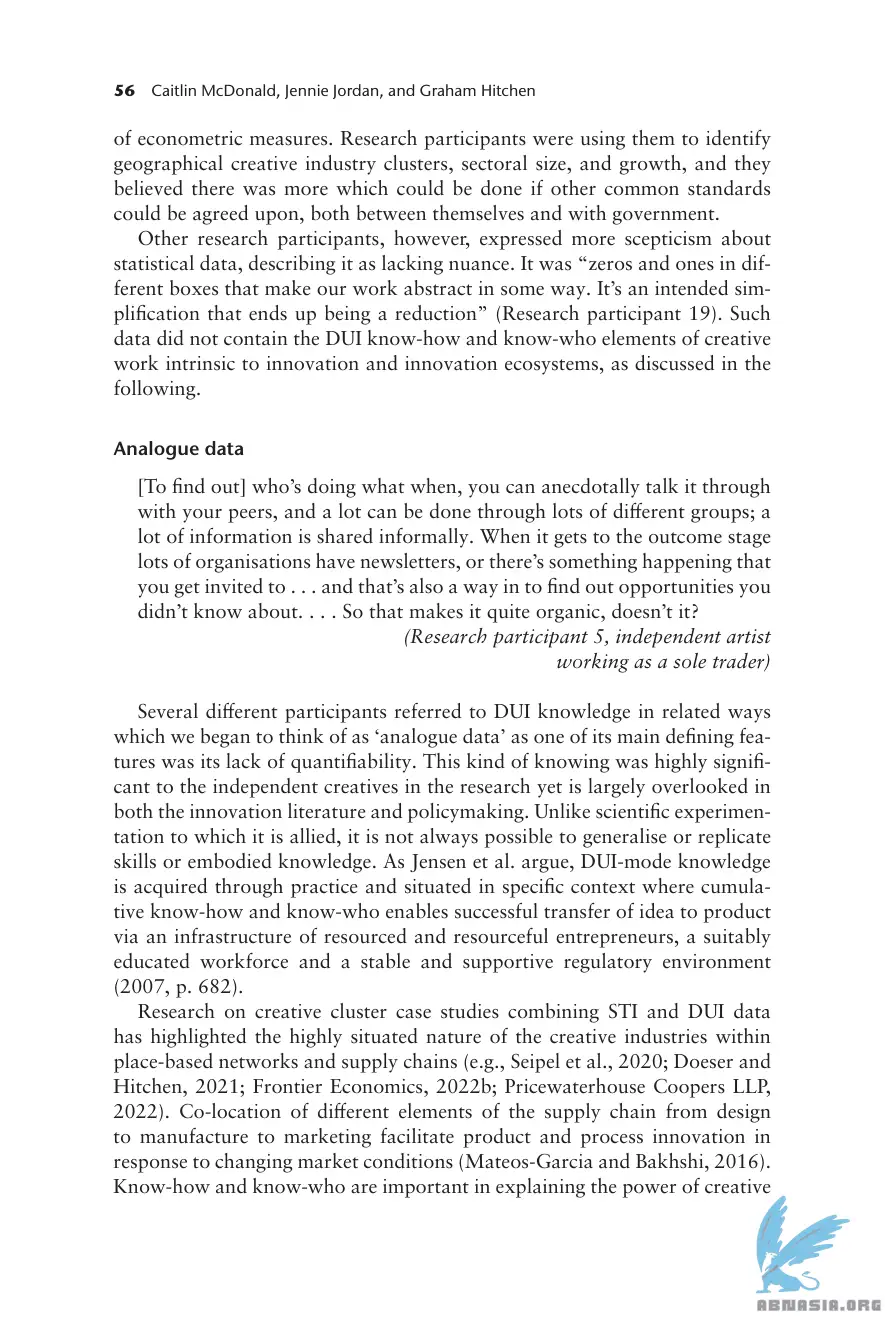 56 Caitlin McDonald, Jennie Jordan, and Graham Hitchen
of econometric measures. Research participants were using them to identify
geographical creative industry clusters, sectoral size, and growth, and they
believed there was more which could be done if other common standards
could be agreed upon, both between themselves and with government.
Other research participants, however, expressed more scepticism about
statistical data, describing it as lacking nuance. It was “zeros and ones in dif-
ferent boxes that make our work abstract in some way. It’s an intended sim-
plification that ends up being a reduction” (Research participant 19). Such
data did not contain the DUI know-how and know-who elements of creative
work intrinsic to innovation and innovation ecosystems, as discussed in the
following.
Analogue data
[To find out] who’s doing what when, you can anecdotally talk it through
with your peers, and a lot can be done through lots of different groups; a
lot of information is shared informally. When it gets to the outcome stage
lots of organisations have newsletters, or there’s something happening that
you get invited to . . . and that’s also a way in to find out opportunities you
didn’t know about. . . . So that makes it quite organic, doesn’t it?
(Research participant 5, independent artist
working as a sole trader)
Several different participants referred to DUI knowledge in related ways
which we began to think of as ‘analogue data’ as one of its main defining fea-
tures was its lack of quantifiability. This kind of knowing was highly signifi-
cant to the independent creatives in the research yet is largely overlooked in
both the innovation literature and policymaking. Unlike scientific experimen-
tation to which it is allied, it is not always possible to generalise or replicate
skills or embodied knowledge. As Jensen et al. argue, DUI-mode knowledge
is acquired through practice and situated in specific context where cumula-
tive know-how and know-who enables successful transfer of idea to product
via an infrastructure of resourced and resourceful entrepreneurs, a suitably
educated workforce and a stable and supportive regulatory environment
(2007, p. 682).
Research on creative cluster case studies combining STI and DUI data
has highlighted the highly situated nature of the creative industries within
place-based networks and supply chains (e.g., Seipel et al., 2020; Doeser and
Hitchen, 2021; Frontier Economics, 2022b; Pricewaterhouse Coopers LLP,
2022). Co-location of different elements of the supply chain from design
to manufacture to marketing facilitate product and process innovation in
response to changing market conditions (Mateos-Garcia and Bakhshi, 2016).
Know-how and know-who are important in explaining the power of creative
ABNASIA.ORG